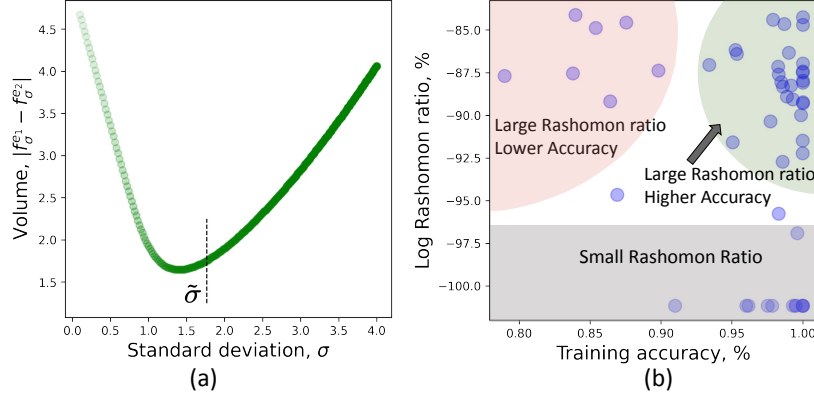 4.5
4.0
3.5
3.0
2.5
2.0
1.5
Volume, |f_σ^{e_1} − f_σ^{e_2}|
σ̃
0.0 0.5 1.0 1.5 2.0 2.5 3.0 3.5 4.0
Standard deviation, σ
(a)
−85.0
−87.5
−90.0
−92.5
−95.0
−97.5
−100.0
Log Rashomon ratio, %
Large Rashomon ratio
Lower Accuracy
Large Rashomon ratio
Higher Accuracy
Small Rashomon Ratio
0.80 0.85 0.90 0.95 1.00
Training accuracy, %
(b)